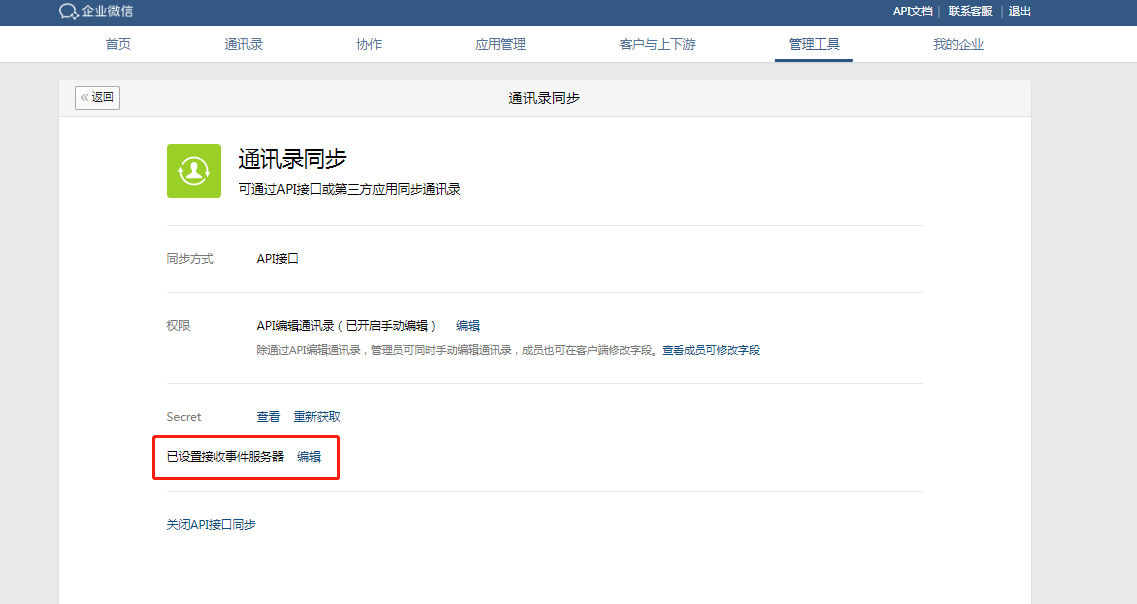 企业微信 API文档 | 联系客服 | 退出
首页 通讯录 协作 应用管理 客户与上下游 管理工具 我的企业
« 返回 通讯录同步
通讯录同步
可通过API接口或第三方应用同步通讯录
同步方式 API接口
权限 API编辑通讯录（已开启手动编辑） 编辑
除通过API编辑通讯录，管理员可同时手动编辑通讯录，成员也可在客户端修改字段。查看成员可修改字段
Secret 查看 重新获取
已设置接收事件服务器 编辑
关闭API接口同步